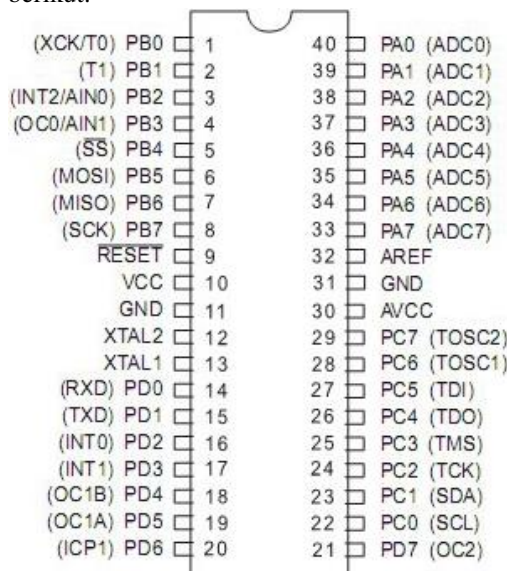 (XCK/T0) PB0 1 40 PA0 (ADC0)
(T1) PB1 2 39 PA1 (ADC1)
(INT2/AIN0) PB2 3 38 PA2 (ADC2)
(OC0/AIN1) PB3 4 37 PA3 (ADC3)
(SS) PB4 5 36 PA4 (ADC4)
(MOSI) PB5 6 35 PA5 (ADC5)
(MISO) PB6 7 34 PA6 (ADC6)
(SCK) PB7 8 33 PA7 (ADC7)
RESET 9 32 AREF
VCC 10 31 GND
GND 11 30 AVCC
XTAL2 12 29 PC7 (TOSC2)
XTAL1 13 28 PC6 (TOSC1)
(RXD) PD0 14 27 PC5 (TDI)
(TXD) PD1 15 26 PC4 (TDO)
(INT0) PD2 16 25 PC3 (TMS)
(INT1) PD3 17 24 PC2 (TCK)
(OC1B) PD4 18 23 PC1 (SDA)
(OC1A) PD5 19 22 PC0 (SCL)
(ICP1) PD6 20 21 PD7 (OC2)